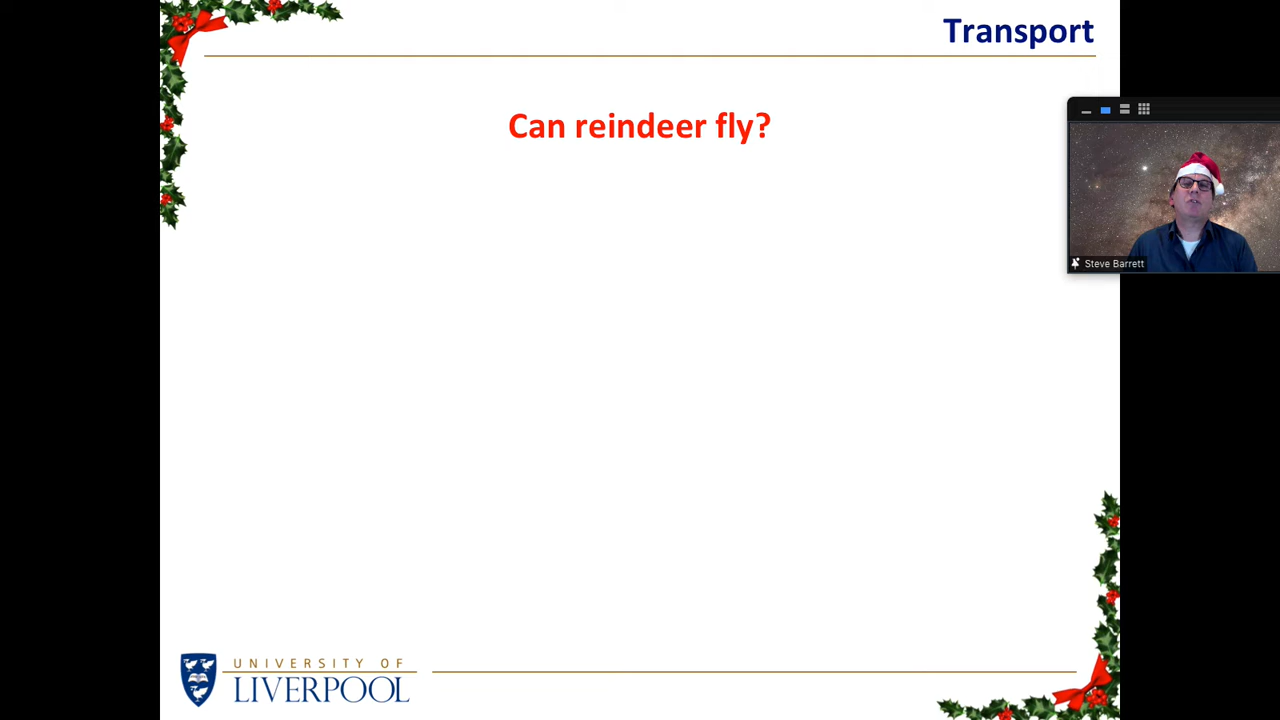 Transport
Can reindeer fly?
Steve Barrett
UNIVERSITY OF
LIVERPOOL